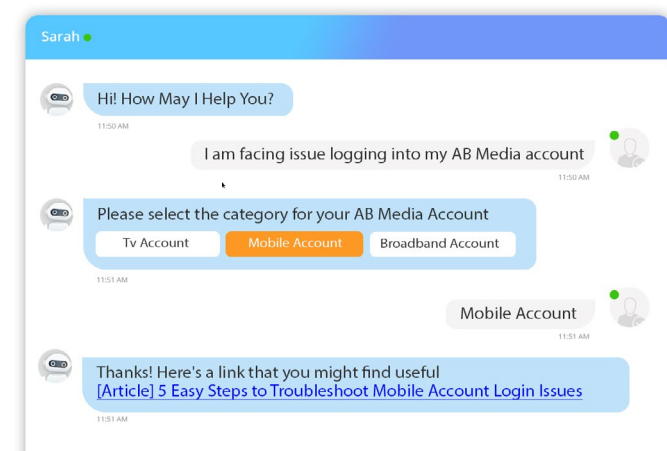 Sarah
Hi! How May I Help You?
11:50 AM
I am facing issue logging into my AB Media account
11:50 AM
Please select the category for your AB Media Account
Tv Account Mobile Account Broadband Account
11:51 AM
Mobile Account
11:51 AM
Thanks! Here's a link that you might find useful
[Article] 5 Easy Steps to Troubleshoot Mobile Account Login Issues
11:51 AM